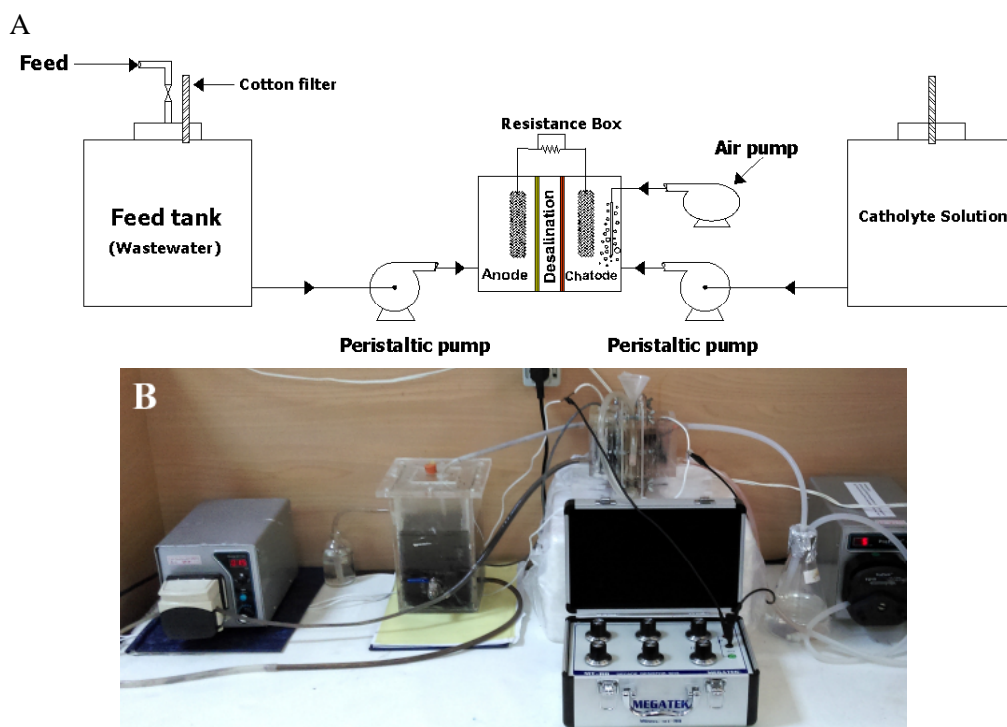 A
Feed
Cotton filter
Resistance Box
Air pump
Feed tank
(Wastewater)
Desalination
Catholyte Solution
Anode
Chatode
Peristaltic pump
Peristaltic pump
B
MEGATEK
MEGATEK